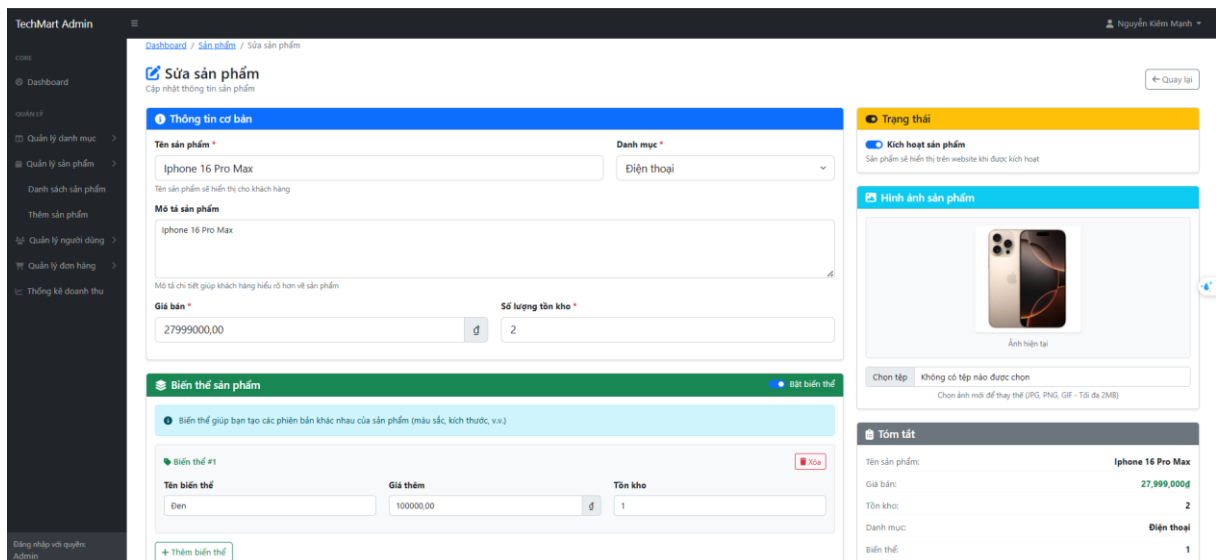 TechMart Admin
Nguyễn Kiêm Mạnh
CORE
Dashboard
QUẢN LÝ
Quản lý danh mục
Quản lý sản phẩm
Danh sách sản phẩm
Thêm sản phẩm
Quản lý người dùng
Quản lý đơn hàng
Thống kê doanh thu
Đăng nhập với quyền:
Admin
Dashboard / Sản phẩm / Sửa sản phẩm
Sửa sản phẩm
Cập nhật thông tin sản phẩm
← Quay lại
Thông tin cơ bản
Tên sản phẩm * Danh mục *
Iphone 16 Pro Max Điện thoại
Tên sản phẩm sẽ hiển thị cho khách hàng
Mô tả sản phẩm
Iphone 16 Pro Max
Mô tả chi tiết giúp khách hàng hiểu rõ hơn về sản phẩm
Giá bán * Số lượng tồn kho *
27999000,00 ₫ 2
Biến thể sản phẩm Bật biến thể
Biến thể giúp bạn tạo các phiên bản khác nhau của sản phẩm (màu sắc, kích thước, v.v.)
Biến thể #1 Xóa
Tên biến thể Giá thêm Tồn kho
Đen 100000,00 ₫ 1
+ Thêm biến thể
Trạng thái
Kích hoạt sản phẩm
Sản phẩm sẽ hiển thị trên website khi được kích hoạt
Hình ảnh sản phẩm
Ảnh hiện tại
Chọn tệp Không có tệp nào được chọn
Chọn ảnh mới để thay thế (JPG, PNG, GIF - Tối đa 2MB)
Tóm tắt
Tên sản phẩm: Iphone 16 Pro Max
Giá bán: 27,999,000₫
Tồn kho: 2
Danh mục: Điện thoại
Biến thể: 1